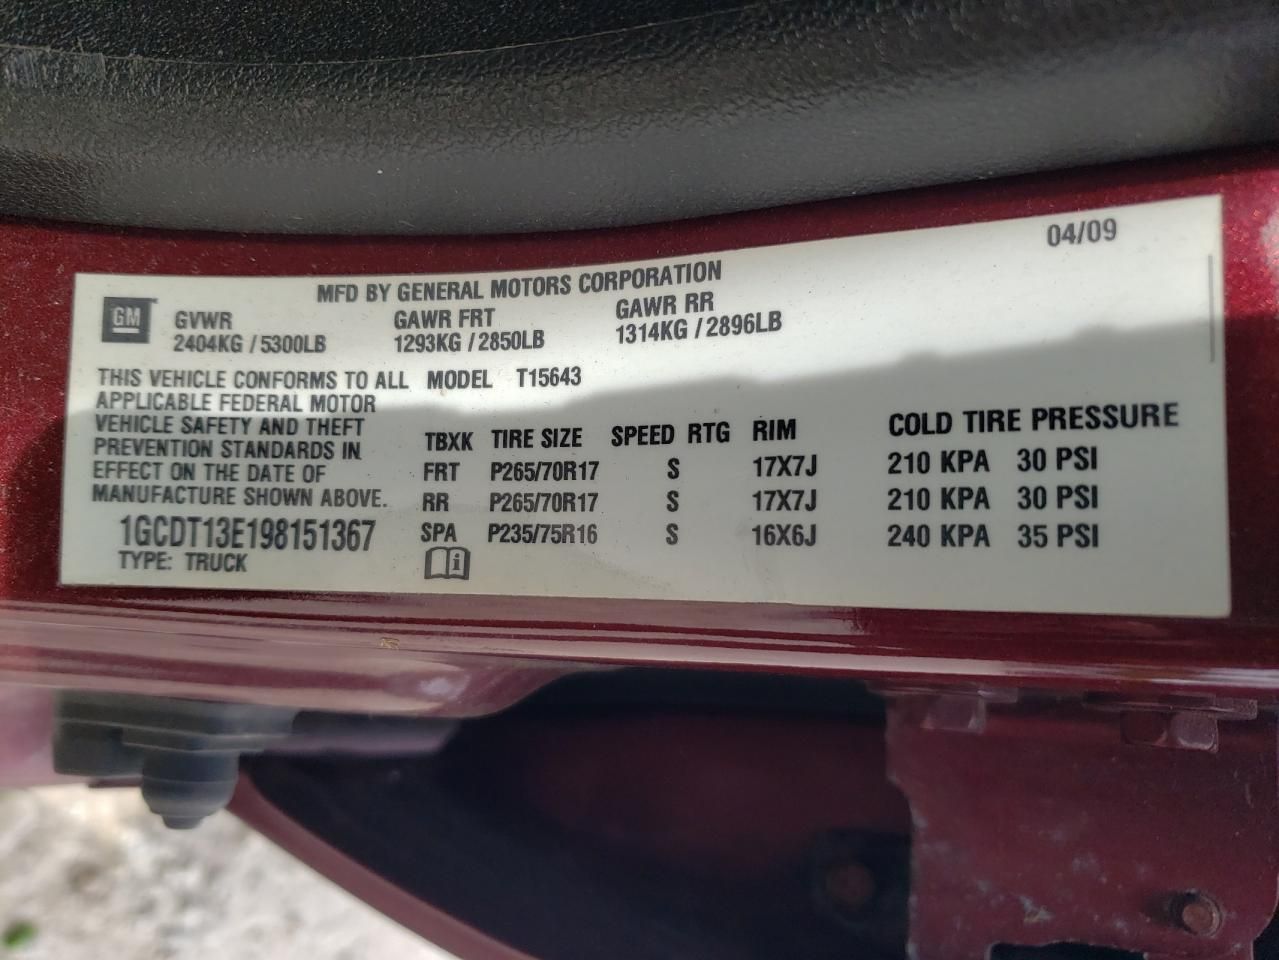 04/09
MFD BY GENERAL MOTORS CORPORATION
GM
GVWR GAWR FRT GAWR RR
2404KG / 5300LB 1293KG / 2850LB 1314KG / 2896LB
THIS VEHICLE CONFORMS TO ALL MODEL T15643
APPLICABLE FEDERAL MOTOR
VEHICLE SAFETY AND THEFT
PREVENTION STANDARDS IN
EFFECT ON THE DATE OF
MANUFACTURE SHOWN ABOVE.
1GCDT13E198151367
TYPE: TRUCK
TBXK TIRE SIZE SPEED RTG RIM COLD TIRE PRESSURE
FRT P265/70R17 S 17X7J 210 KPA 30 PSI
RR P265/70R17 S 17X7J 210 KPA 30 PSI
SPA P235/75R16 S 16X6J 240 KPA 35 PSI
i